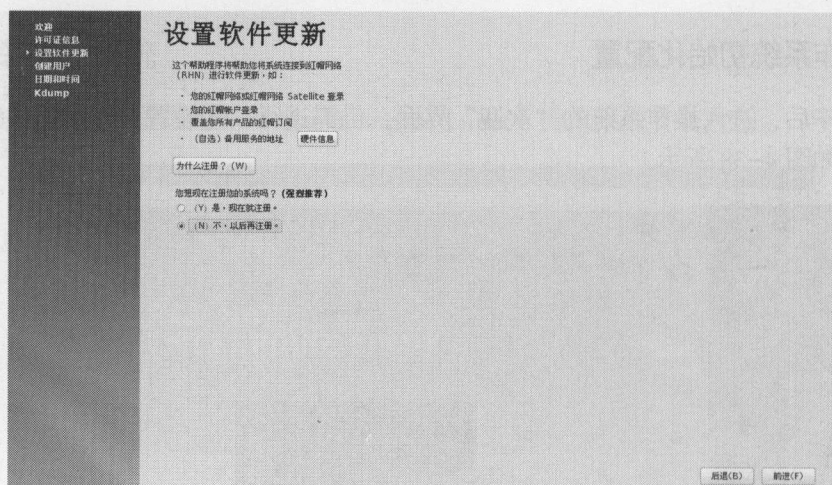 欢迎
许可证信息
设置软件更新
创建用户
日期和时间
Kdump
设置软件更新
这个帮助程序将帮助您将系统连接到红帽网络
(RHN) 进行软件更新，如：
· 您的红帽网络或红帽网络 Satellite 登录
· 您的红帽帐户登录
· 覆盖您所有产品的红帽订阅
· (自选) 备用服务的地址 硬件信息
为什么注册？(W)
您想现在注册您的系统吗？(强烈推荐)
(Y) 是，现在就注册。
(N) 不，以后再注册。
后退(B) 前进(F)